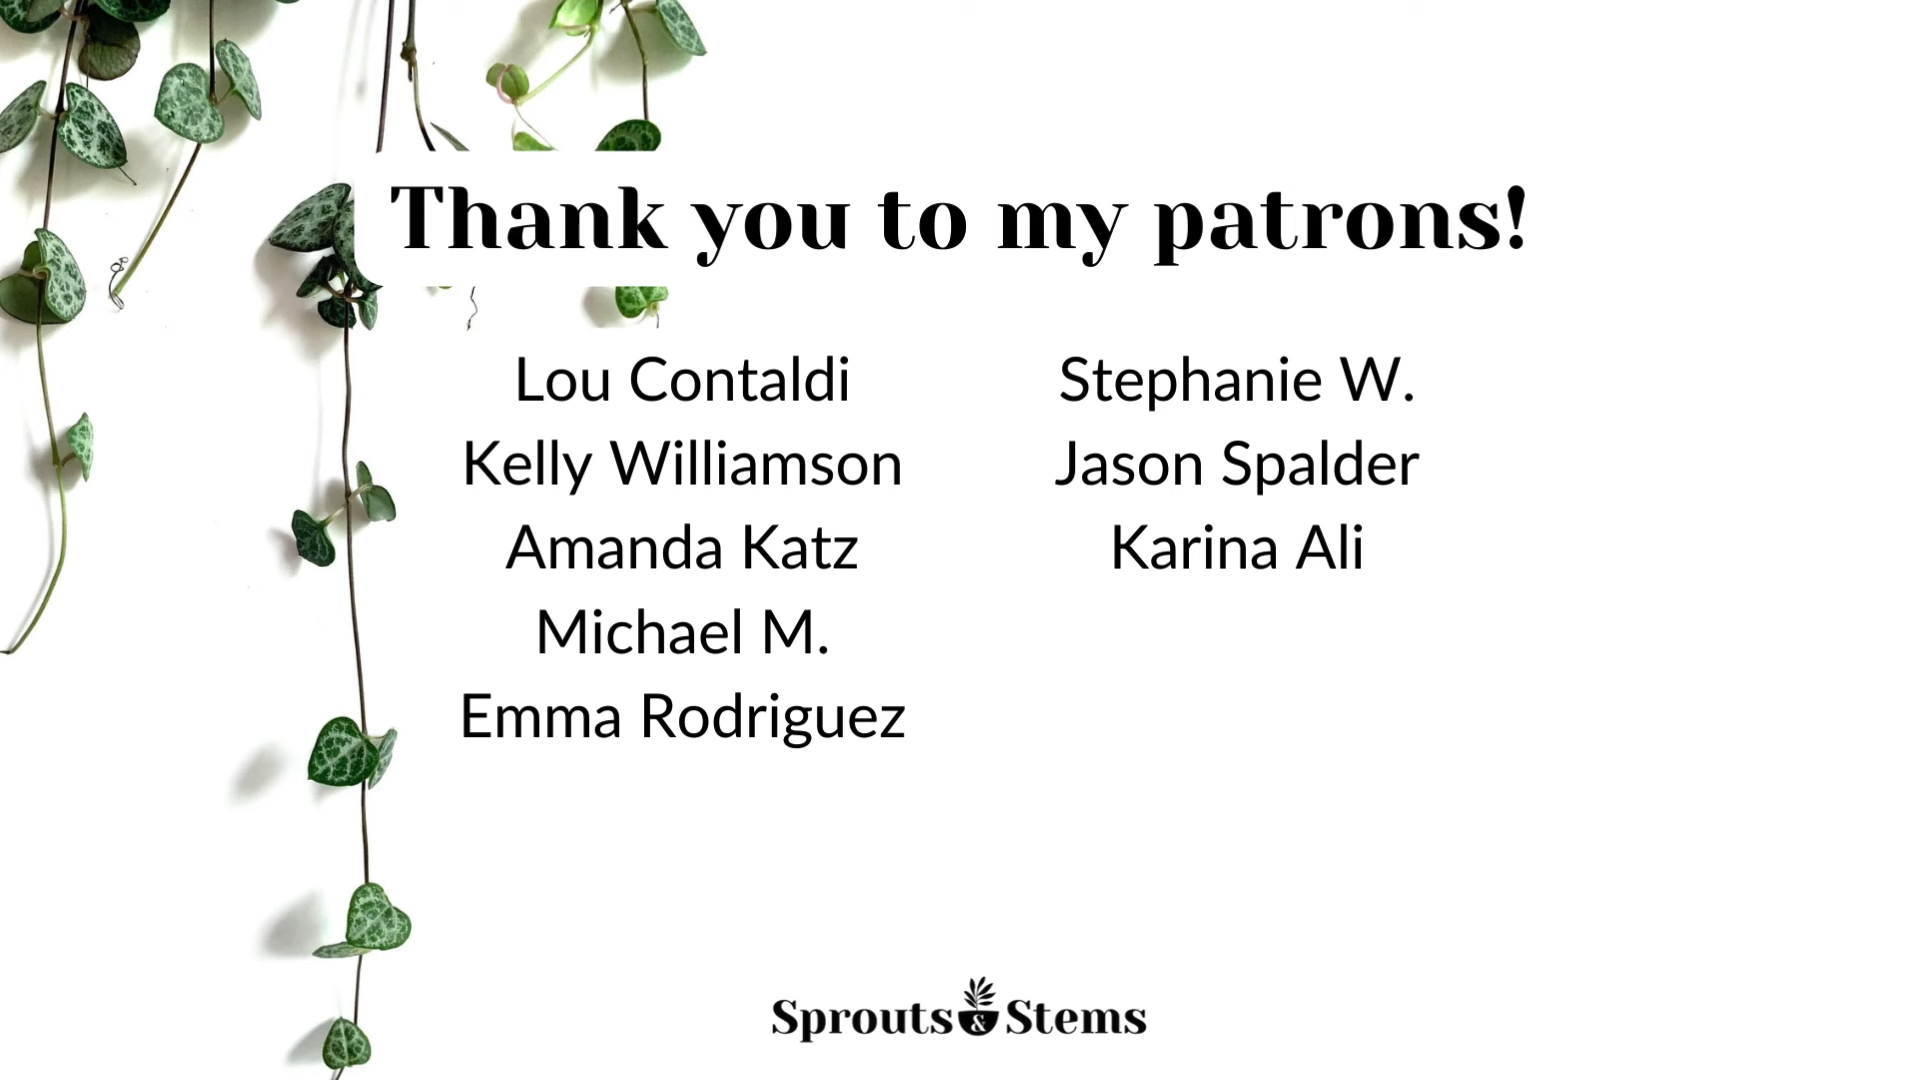 Thank you to my patrons!
Lou Contaldi
Kelly Williamson
Amanda Katz
Michael M.
Emma Rodriguez
Stephanie W.
Jason Spalder
Karina Ali
Sprouts & Stems